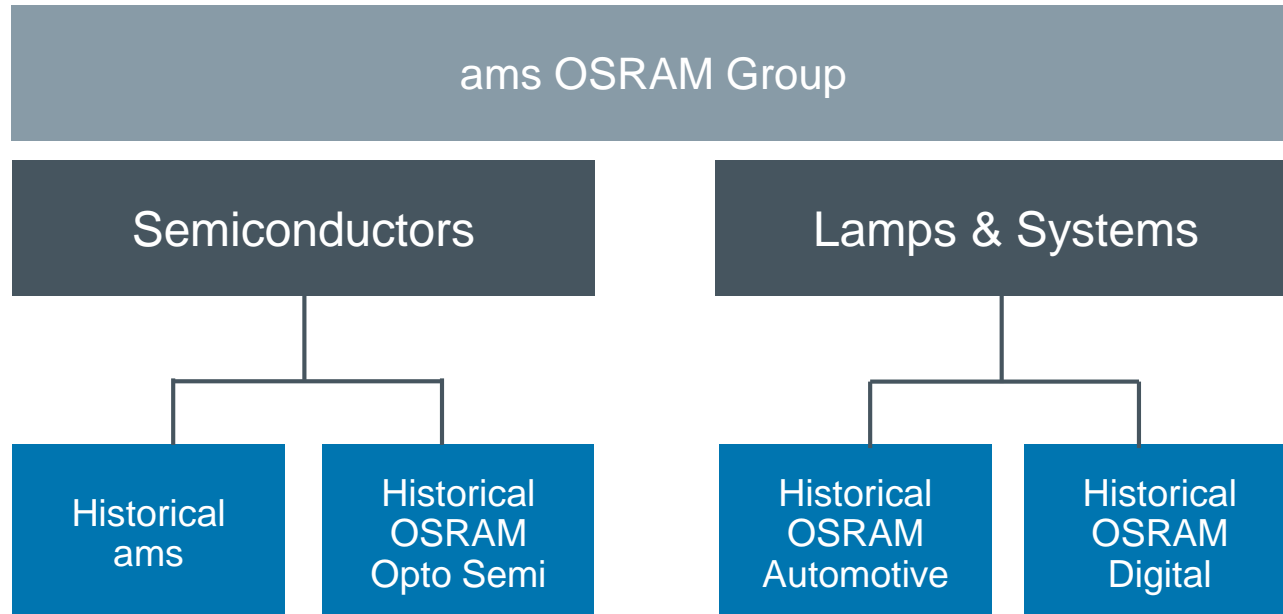 ams OSRAM Group
Semiconductors
Lamps & Systems
Historical
ams
Historical
OSRAM
Opto Semi
Historical
OSRAM
Automotive
Historical
OSRAM
Digital